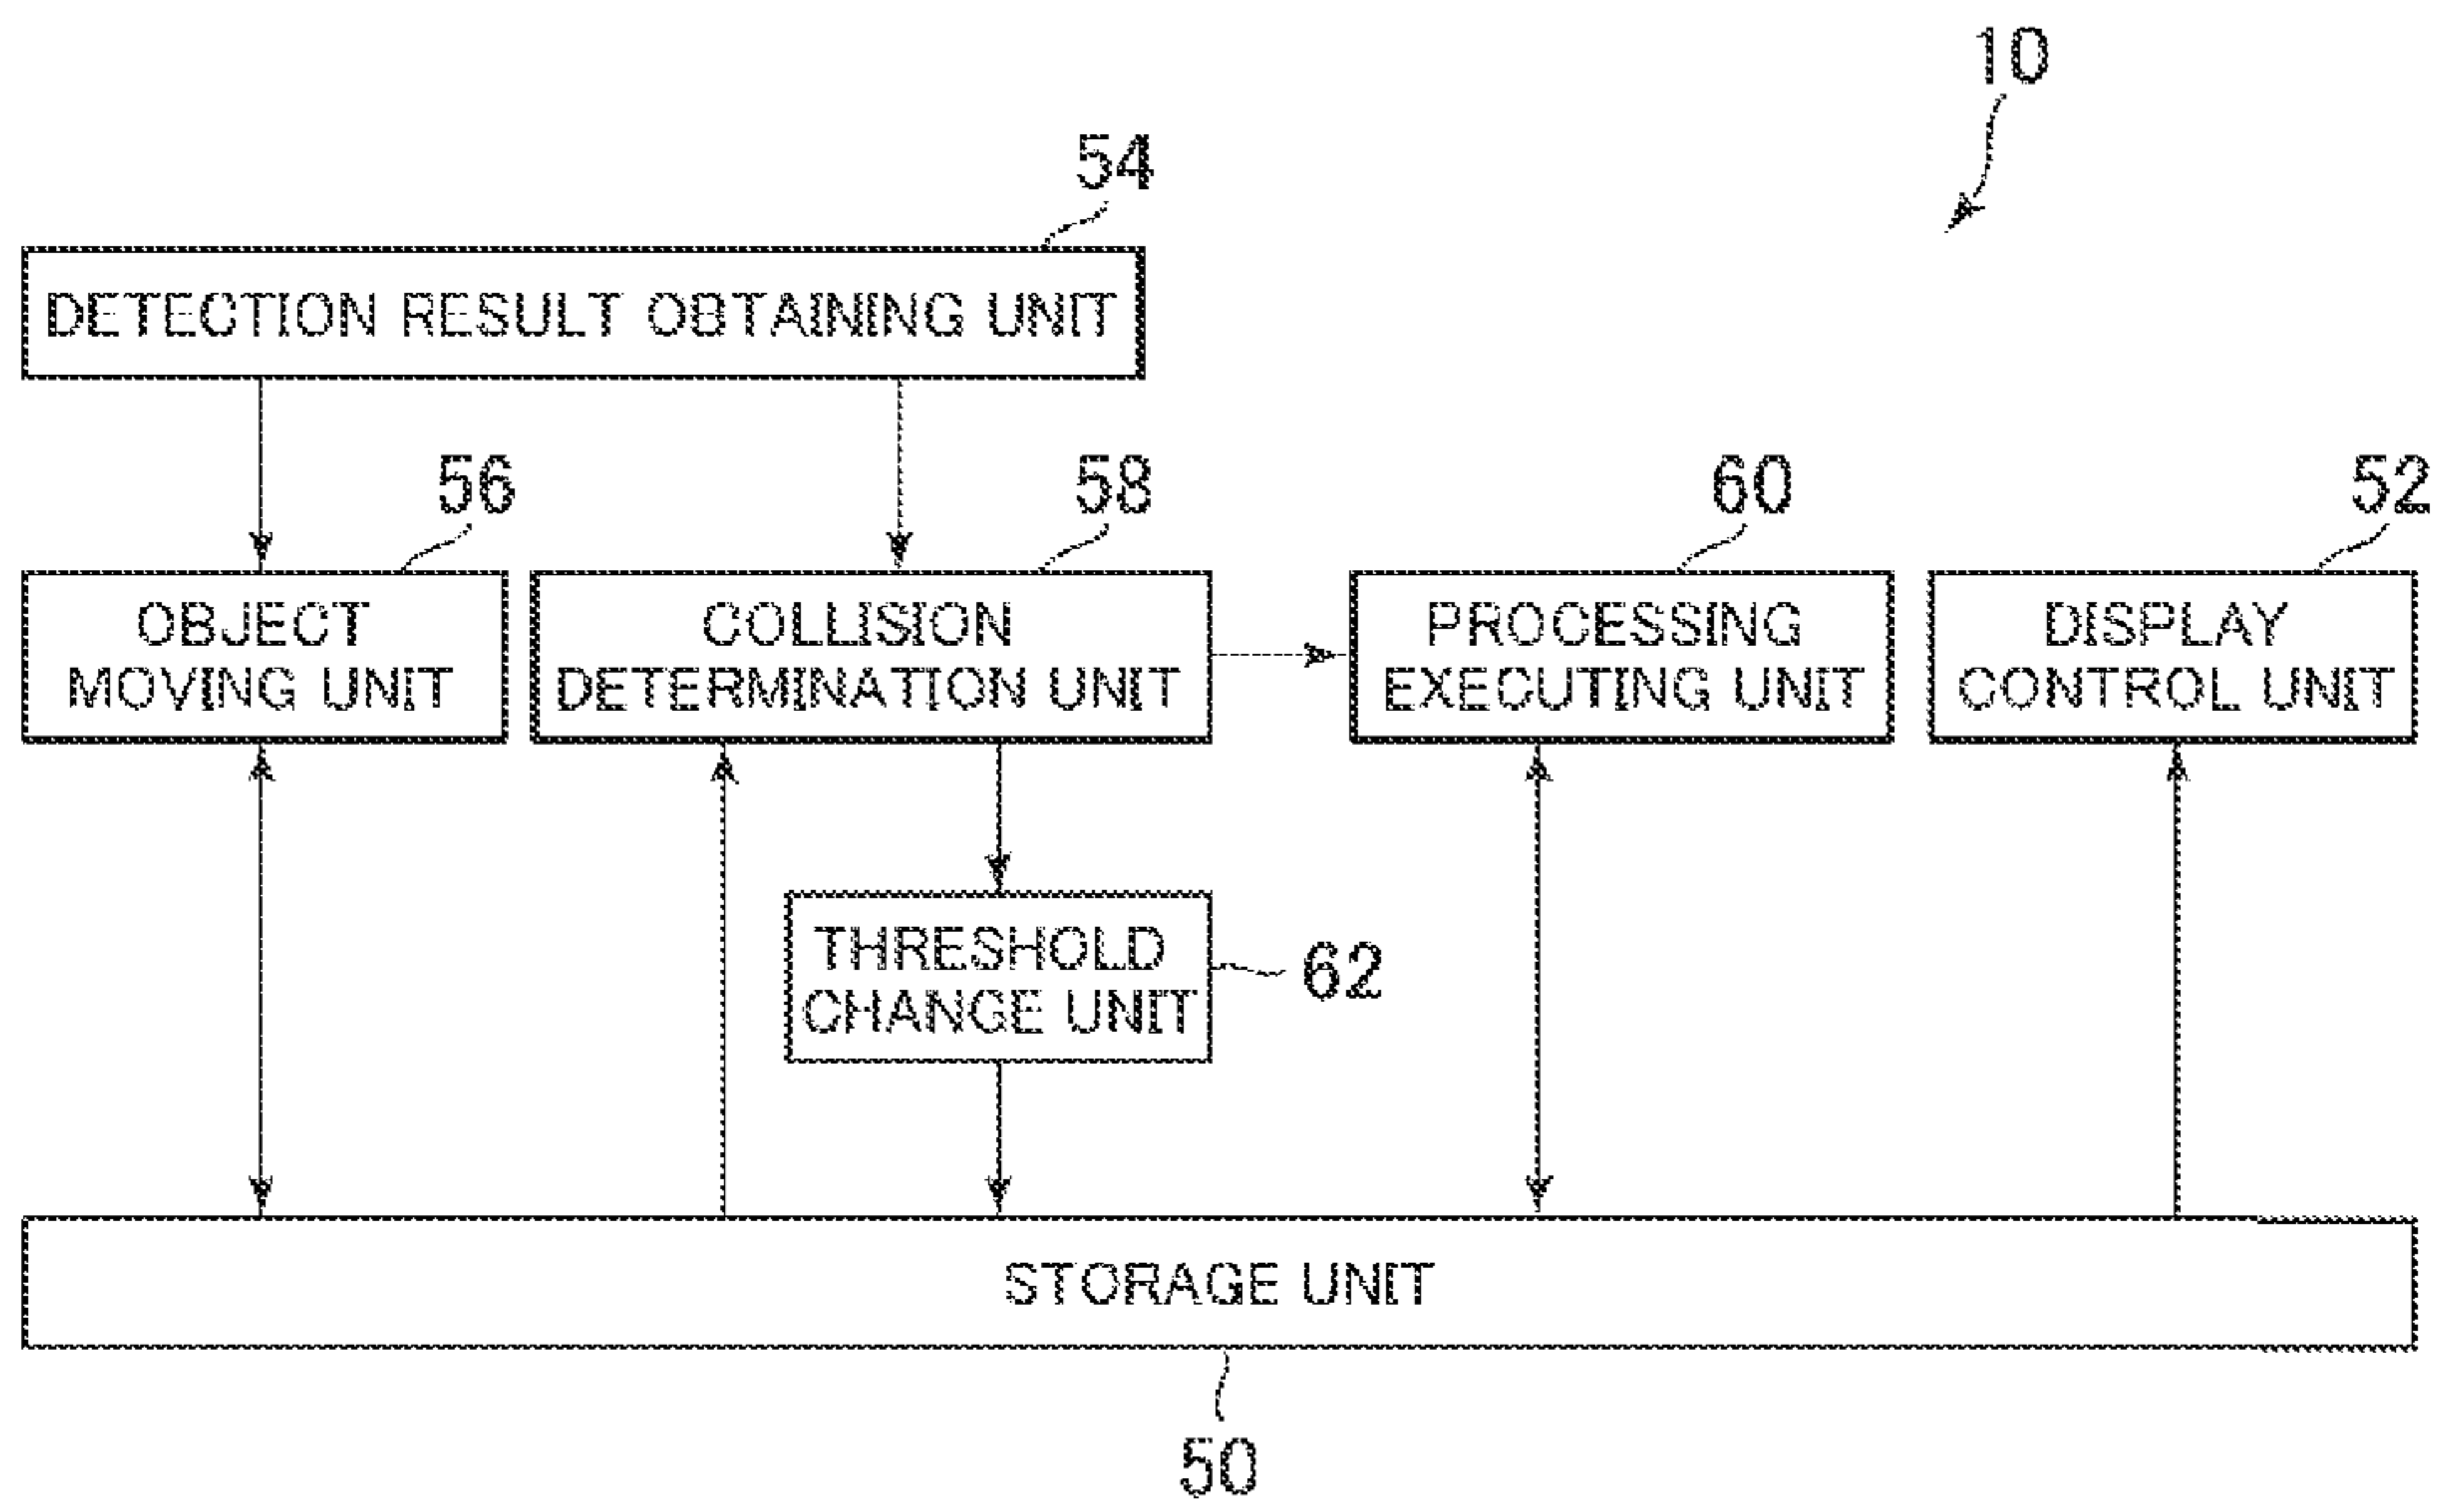 10
54
DETECTION RESULT OBTAINING UNIT
56
58
60
52
OBJECT
MOVING UNIT
COLLISION
DETERMINATION UNIT
PROCESSING
EXECUTING UNIT
DISPLAY
CONTROL UNIT
THRESHOLD
CHANGE UNIT
62
STORAGE UNIT
50